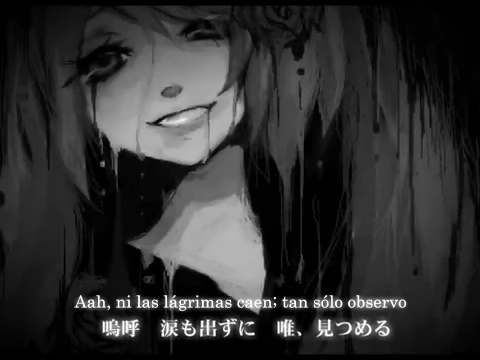 Aah, ni las lágrimas caen; tan sólo observo
嗚呼　涙も出ずに　唯、見つめる